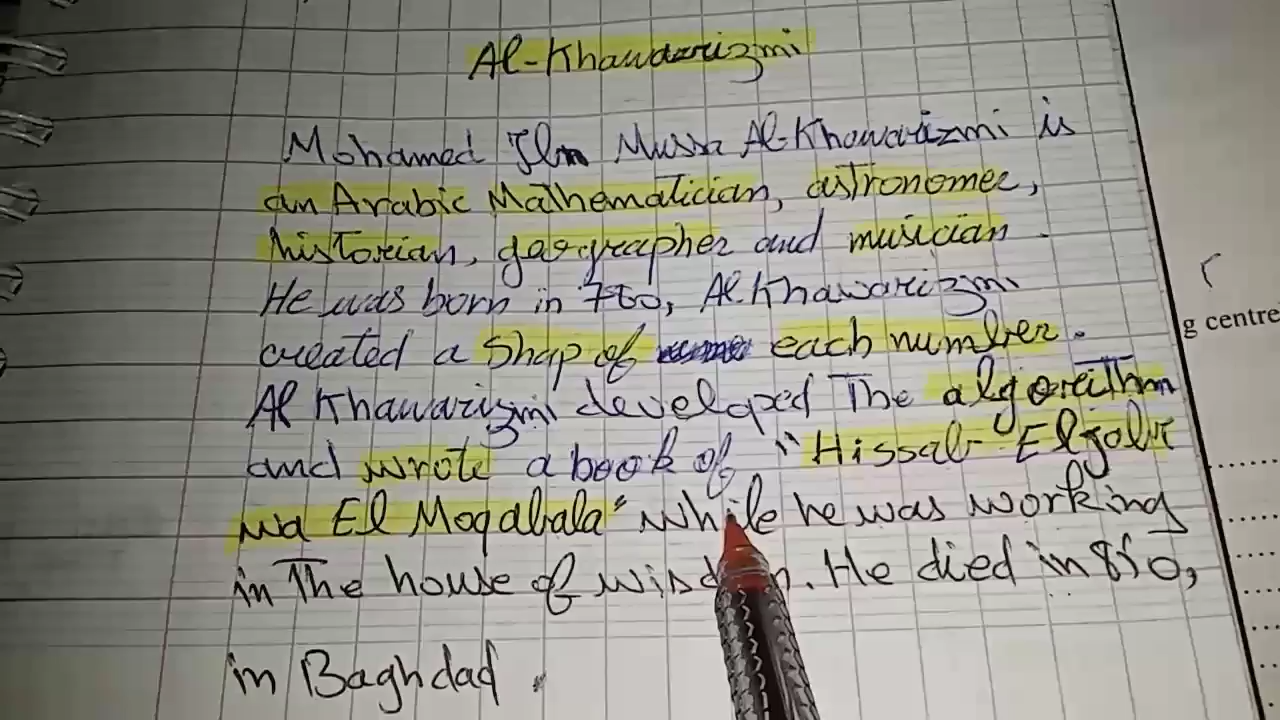 Al-Khawarizmi
Mohamed Ibn Mussa Al-Khawarizmi is
an Arabic Mathematician, astronomer,
historian, geographer and musician.
He was born in 780, Al Khawarizmi
created a shap of each number.
Al Khawarizmi developed The algorithm
and wrote a book of "Hissab Eljabr
wa El Moqabala" while he was working
in The house of wisdom. He died in 850,
in Baghdad.
g centre